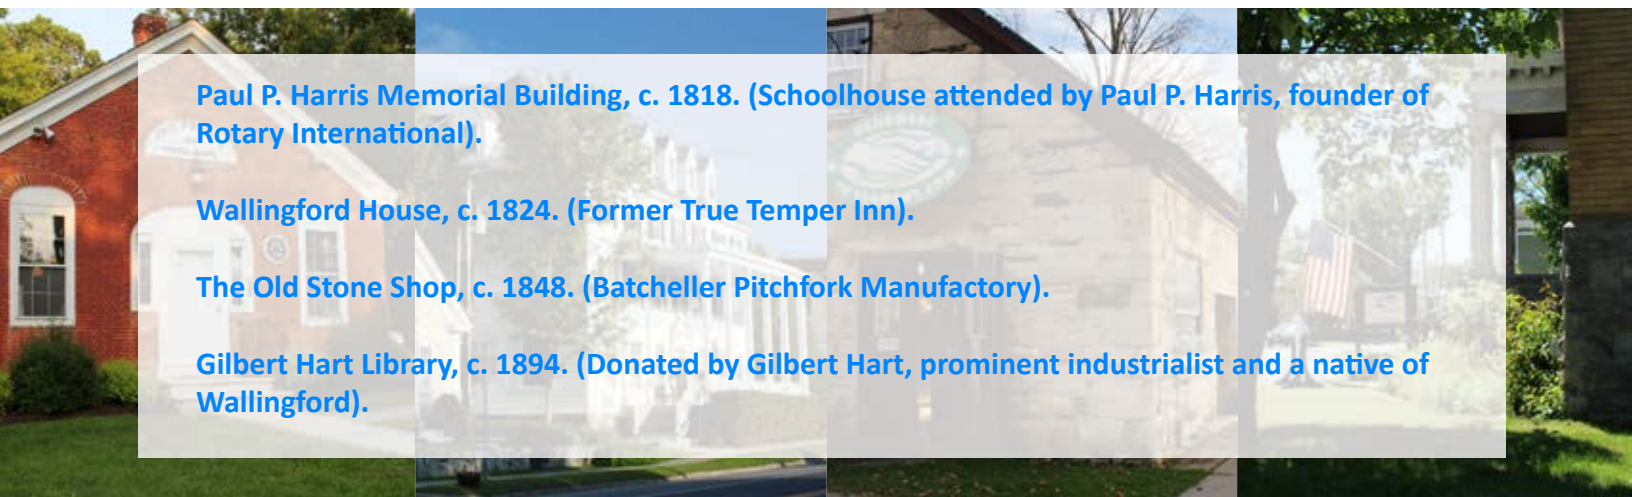 Paul P. Harris Memorial Building, c. 1818. (Schoolhouse attended by Paul P. Harris, founder of
Rotary International).
Wallingford House, c. 1824. (Former True Temper Inn).
The Old Stone Shop, c. 1848. (Batcheller Pitchfork Manufactory).
Gilbert Hart Library, c. 1894. (Donated by Gilbert Hart, prominent industrialist and a native of
Wallingford).